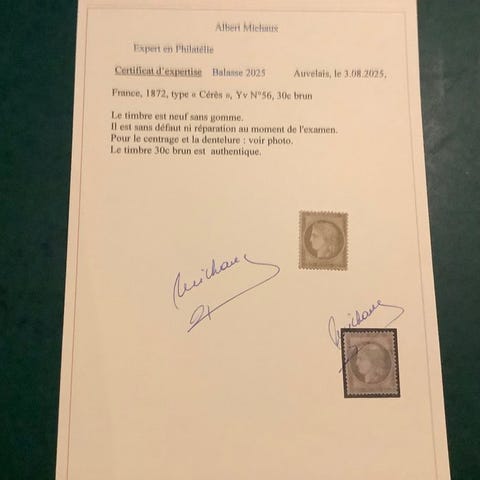 Albert Michaux
Expert en Philatélie
Certificat d'expertise Balasse 2025 Auvelais, le 3.08.2025,
France, 1872, type « Cérès », Yv N°56, 30c brun
Le timbre est neuf sans gomme.
Il est sans défaut ni réparation au moment de l'examen.
Pour le centrage et la dentelure : voir photo.
Le timbre 30c brun est authentique.
Michaux
Michaux